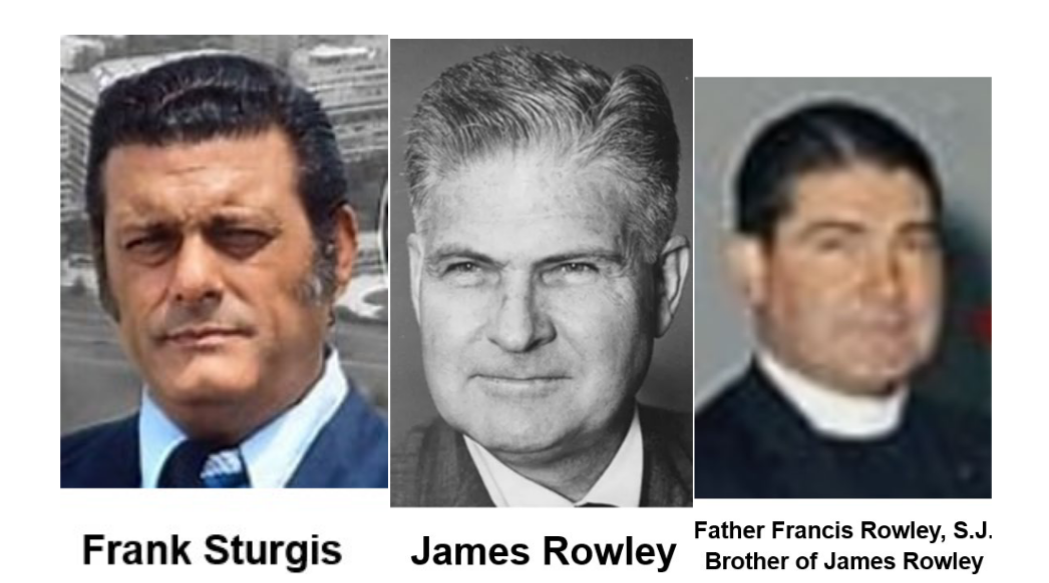 Frank Sturgis
James Rowley
Father Francis Rowley, S.J.
Brother of James Rowley